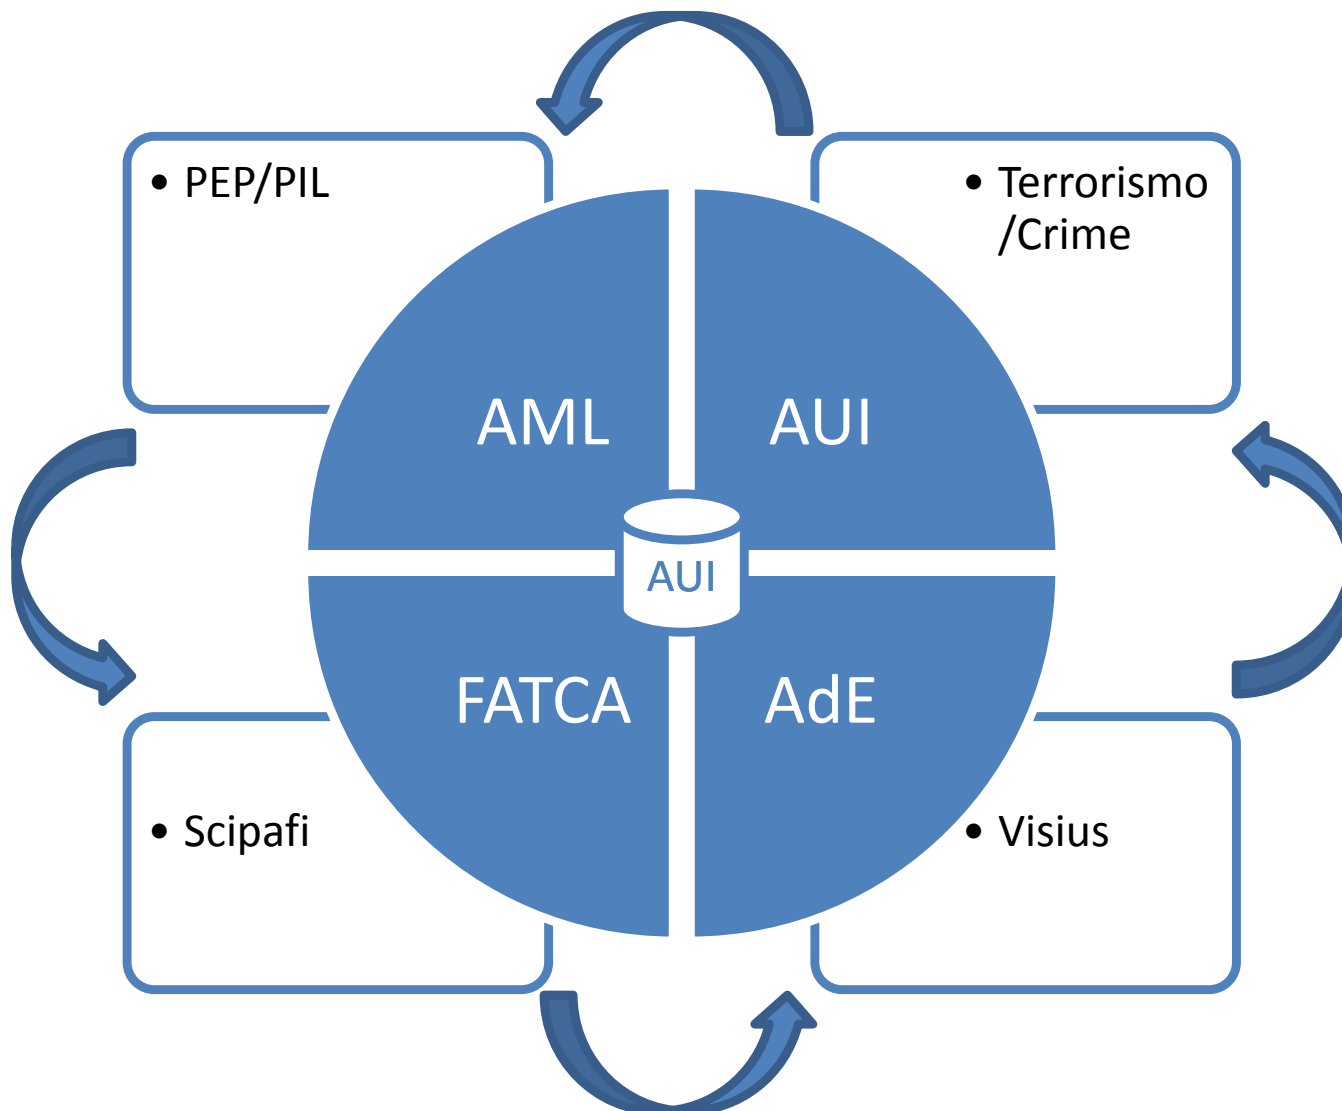 • PEP/PIL
• Terrorismo
/Crime
AML
AUI
AUI
FATCA
AdE
• Scipafi
• Visius